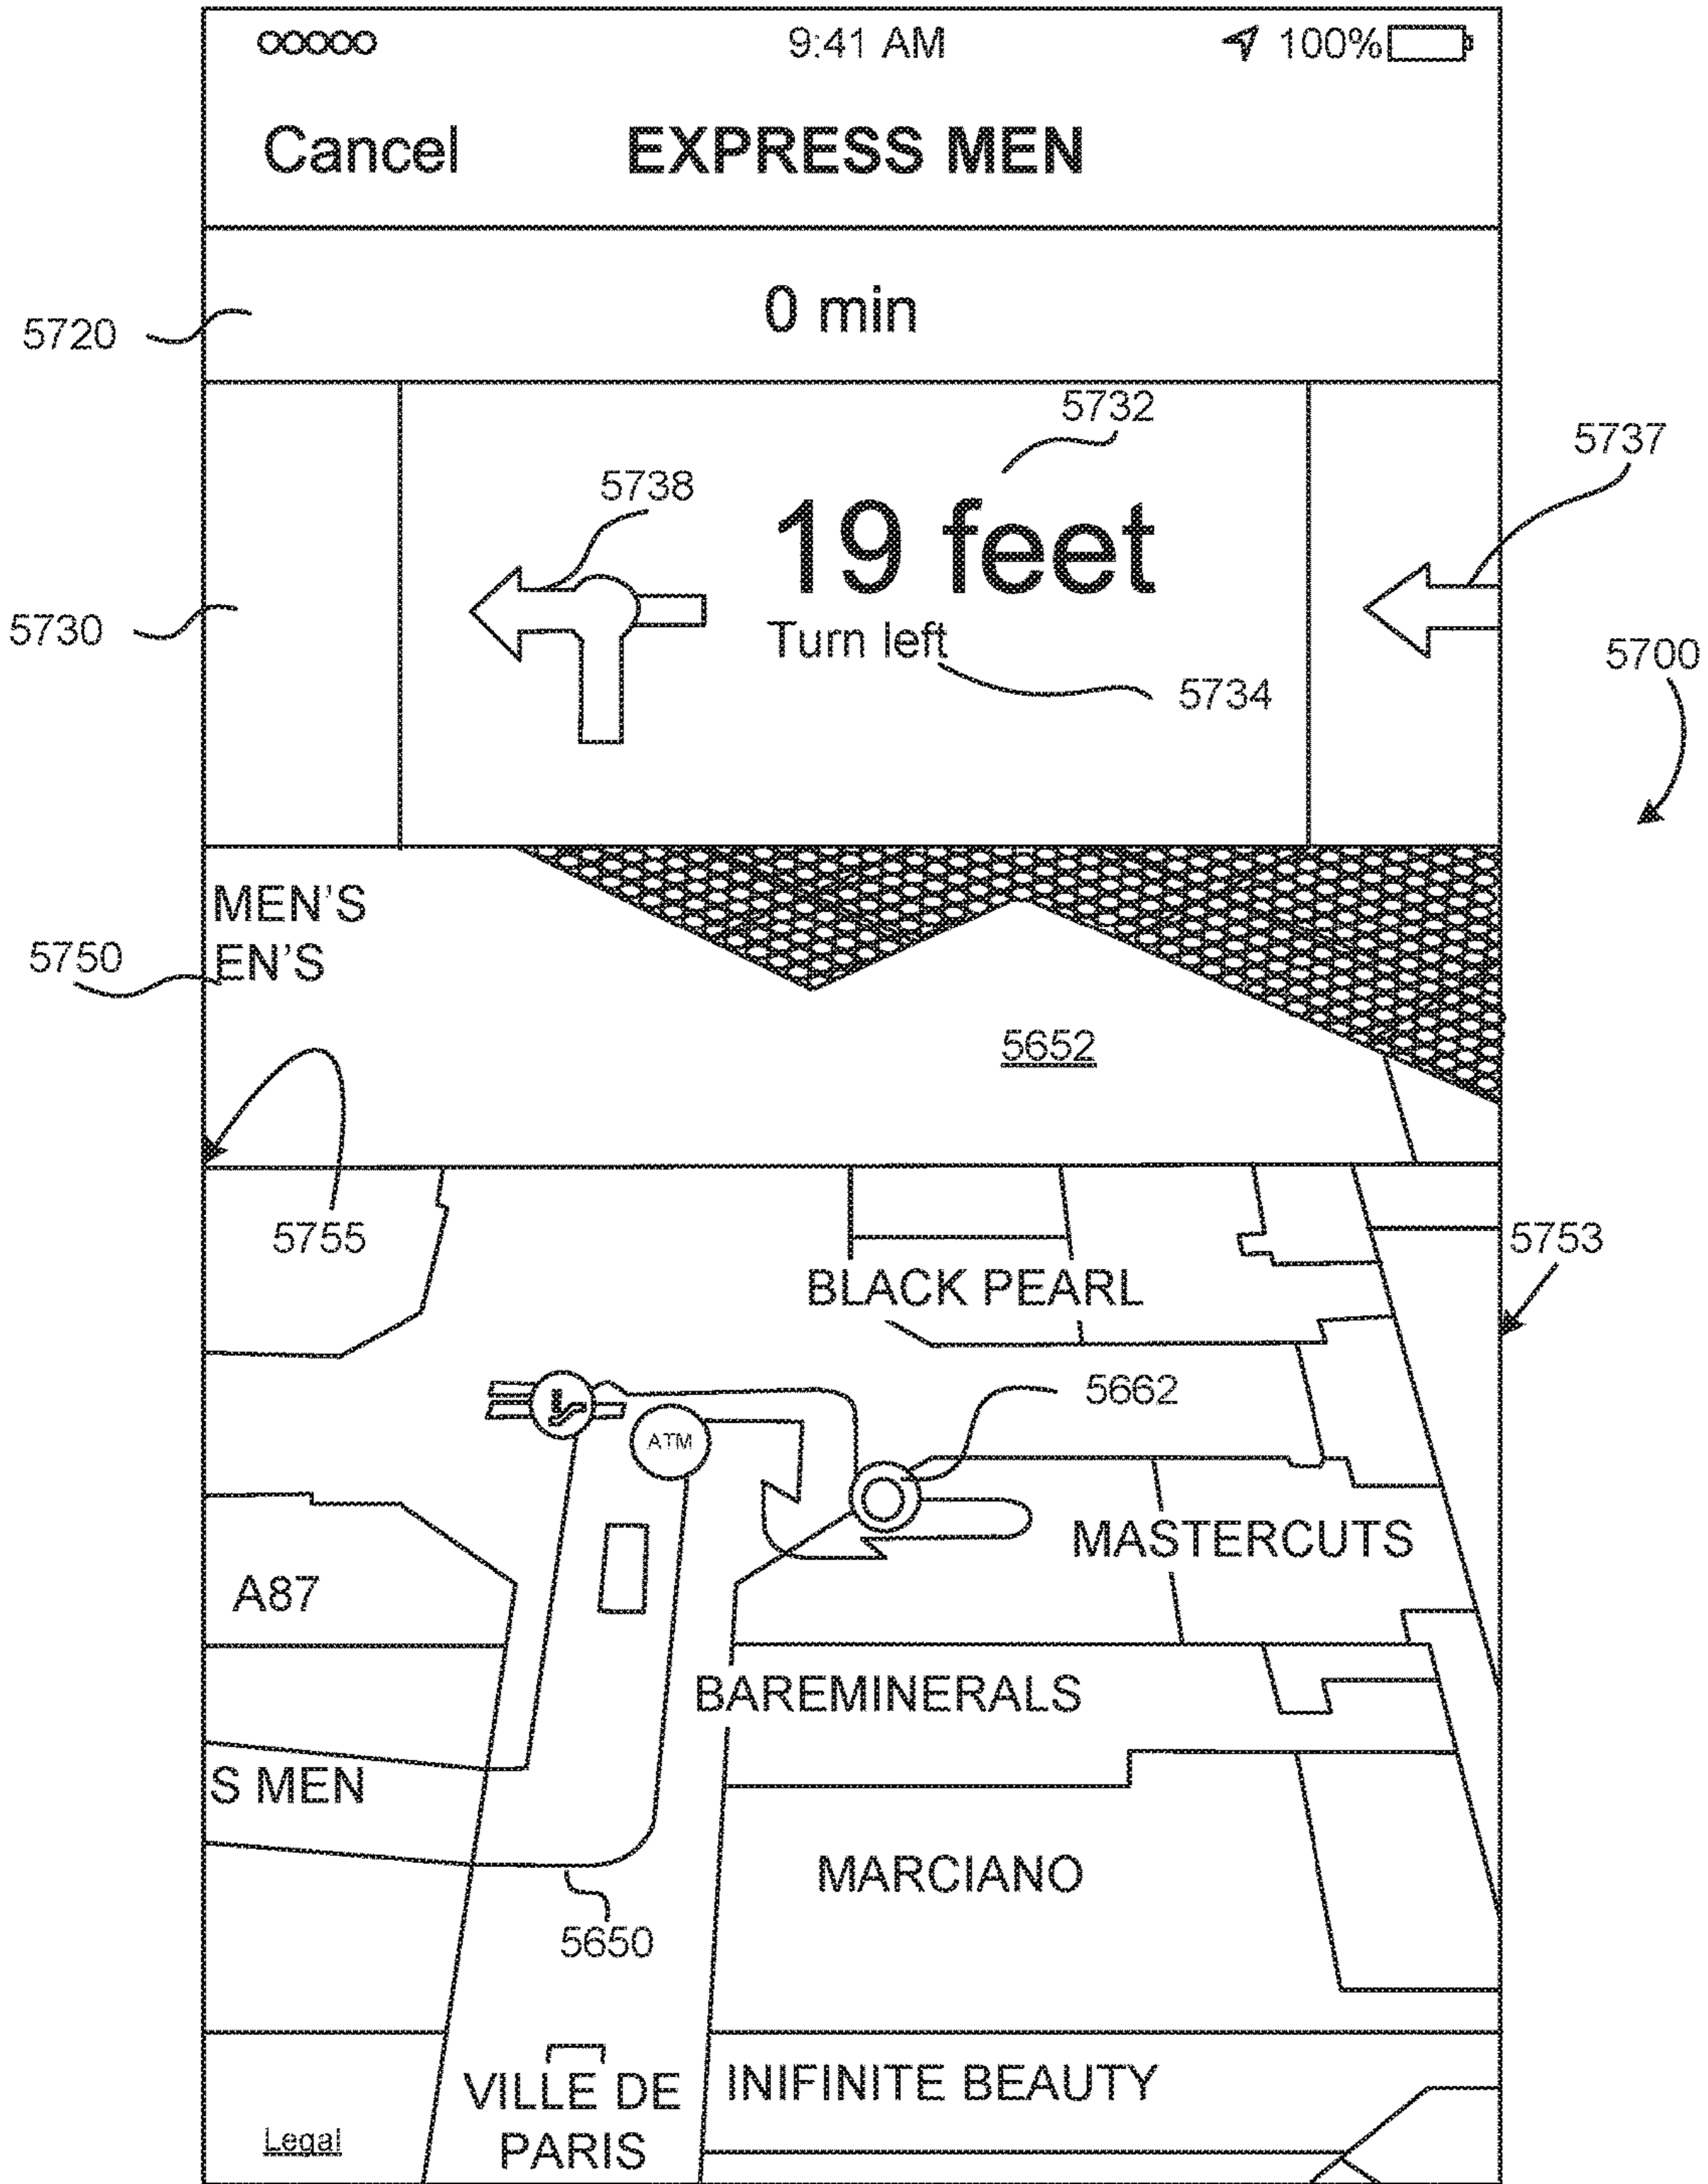 9:41 AM
100%
Cancel
EXPRESS MEN
0 min
5720
5732
5737
5738
19 feet
5730
Turn left
5700
5734
MEN'S
EN'S
5750
5652
5755
5753
BLACK PEARL
5662
ATM
MASTERCUTS
A87
BAREMINERALS
S MEN
MARCIANO
5650
VILLE DE
PARIS
INIFINITE BEAUTY
Legal